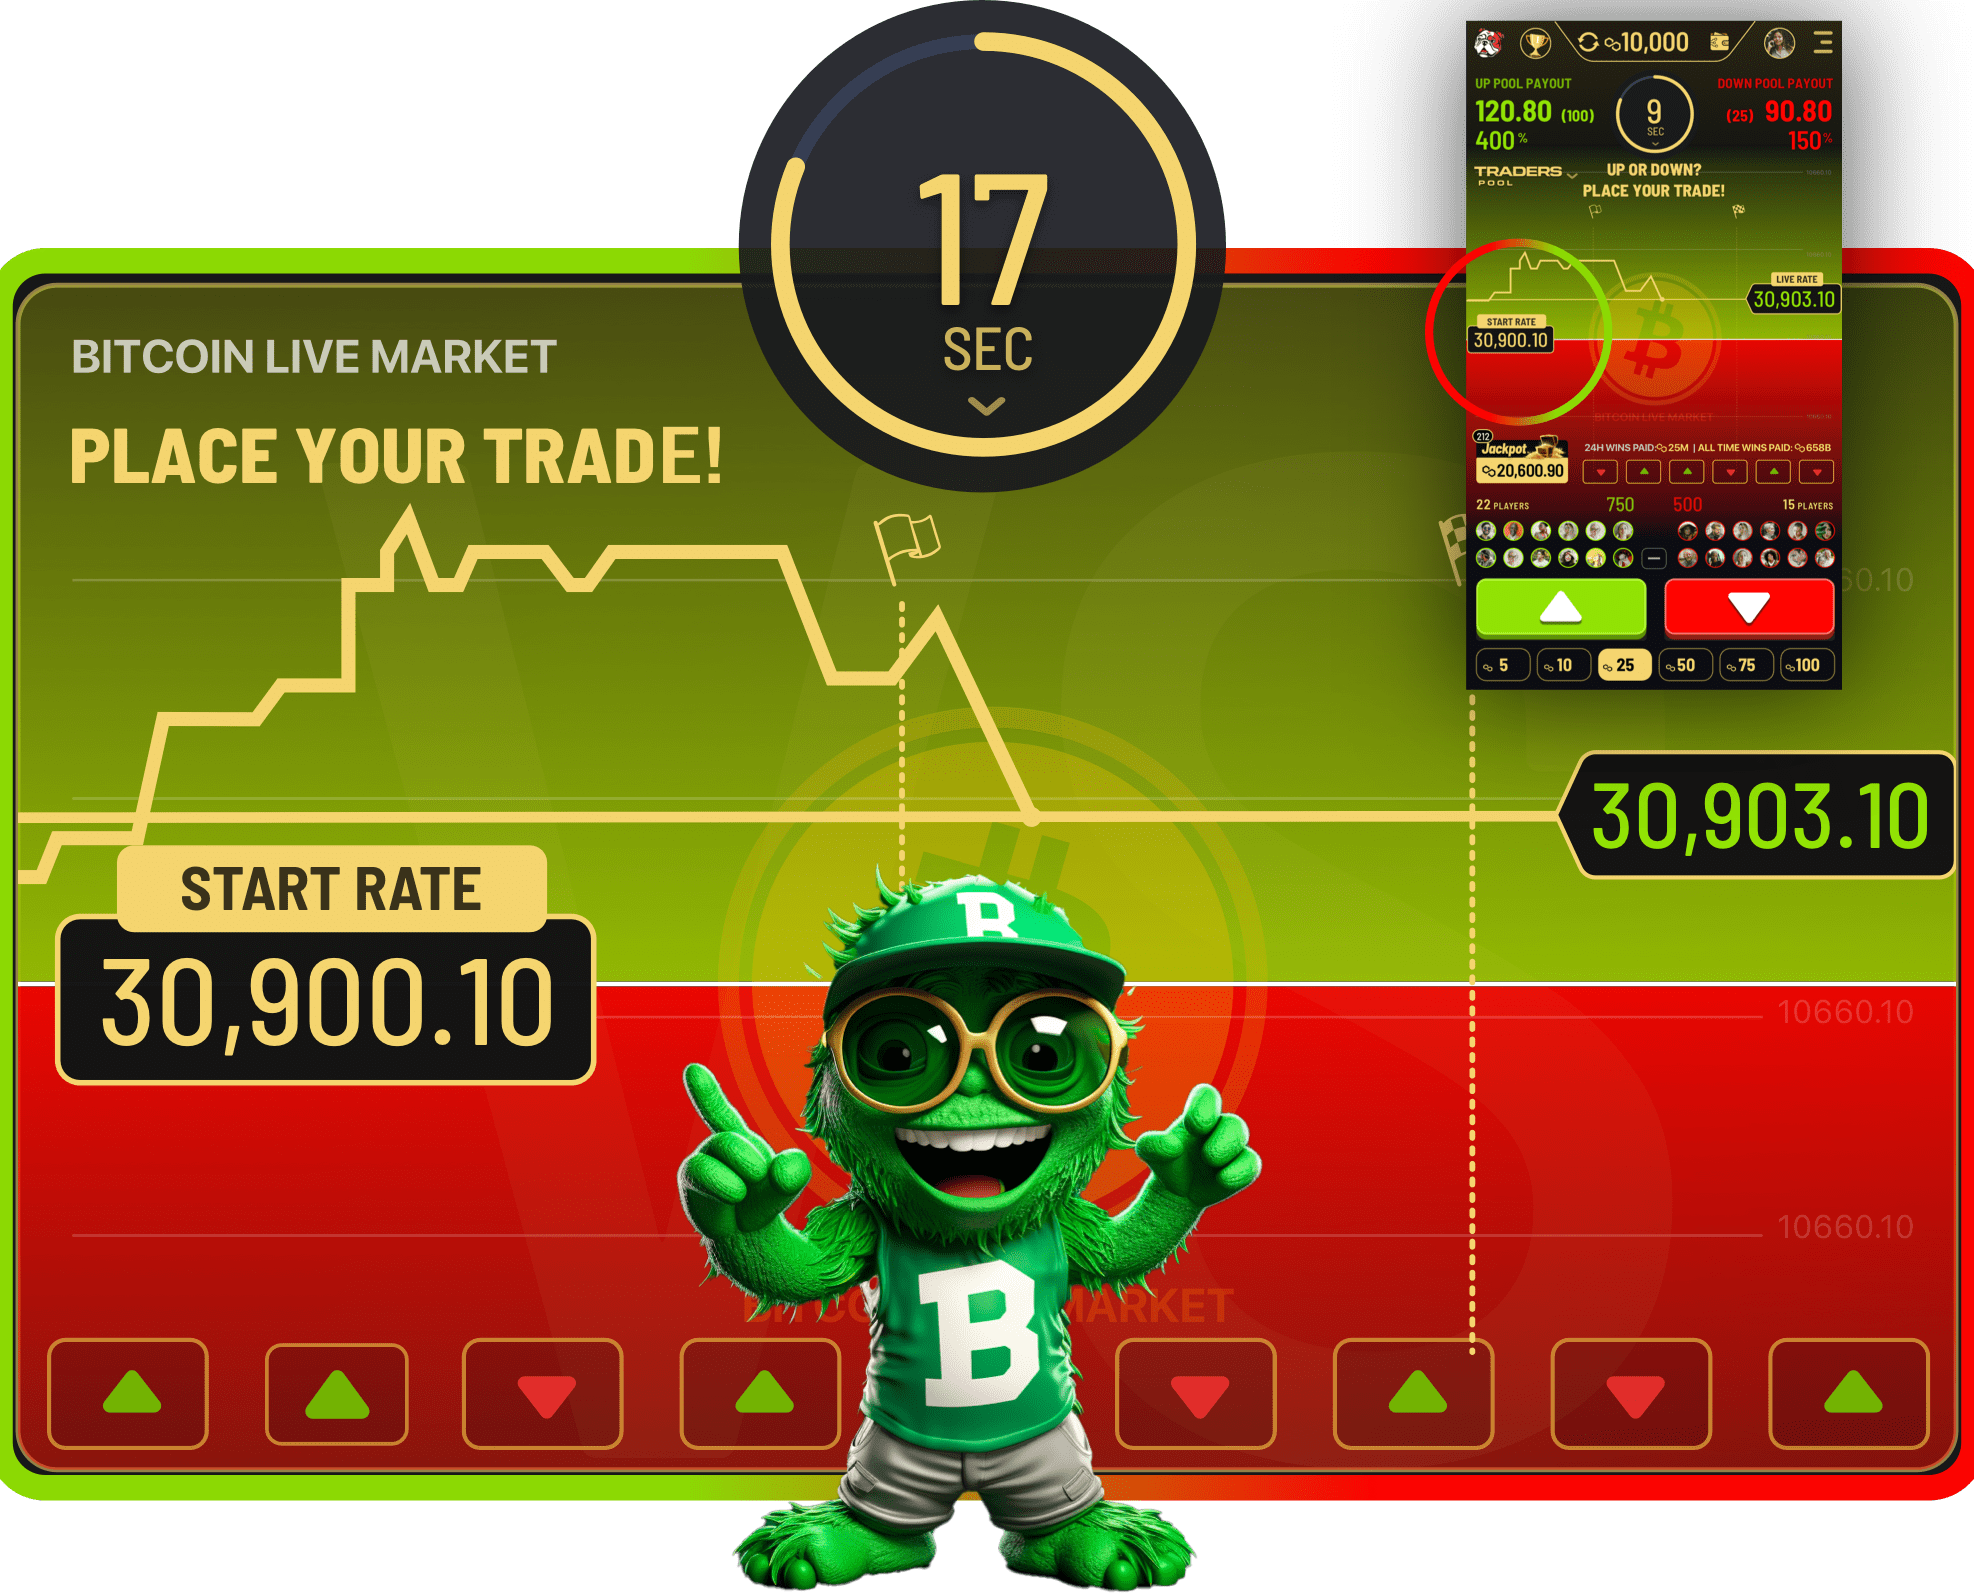 17
SEC
BITCOIN LIVE MARKET
PLACE YOUR TRADE!
START RATE
30,900.10
30,903.10
60.10
10660.10
10660.10
MARKET
B
B
10,000
UP POOL PAYOUT
DOWN POOL PAYOUT
120.80 (100)
(25) 90.80
400%
150%
9
SEC
TRADERS
POOL
UP OR DOWN?
PLACE YOUR TRADE!
LIVE RATE
30,903.10
START RATE
30,900.10
BITCOIN LIVE MARKET
212
Jackpot
20,600.90
24H WINS PAID: 25M | ALL TIME WINS PAID: 658B
22 PLAYERS
750
500
15 PLAYERS
5
10
25
50
75
100